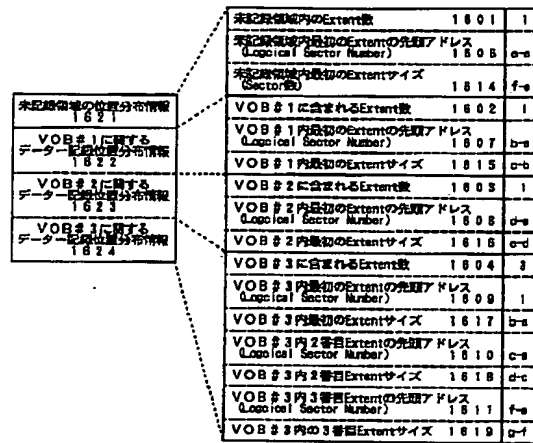 未記録領域の位置分布情報
1621
VOB#1に関する
データー記録位置分布情報
1622
VOB#2に関する
データー記録位置分布情報
1623
VOB#3に関する
データー記録位置分布情報
1624
未記録領域内のExtent数 1601 1
未記録領域内最初のExtentの先頭アドレス
(Logical Sector Number) 1606 e-a
未記録領域内最初のExtentサイズ
(Sector数) 1614 f-e
VOB#1に含まれるExtent数 1602 1
VOB#1内最初のExtentの先頭アドレス
(Logical Sector Number) 1607 b-a
VOB#1内最初のExtentサイズ 1615 c-b
VOB#2に含まれるExtent数 1603 1
VOB#2内最初のExtentの先頭アドレス
(Logical Sector Number) 1608 d-a
VOB#2内最初のExtentサイズ 1616 e-d
VOB#3に含まれるExtent数 1604 3
VOB#3内最初のExtentの先頭アドレス
(Logical Sector Number) 1609 1
VOB#3内最初のExtentサイズ 1617 b-a
VOB#3内2番目Extentの先頭アドレス
(Logical Sector Number) 1610 c-a
VOB#3内2番目Extentサイズ 1618 d-c
VOB#3内3番目Extentの先頭アドレス
(Logical Sector Number) 1611 f-a
VOB#3内の3番目Extentサイズ 1619 g-f